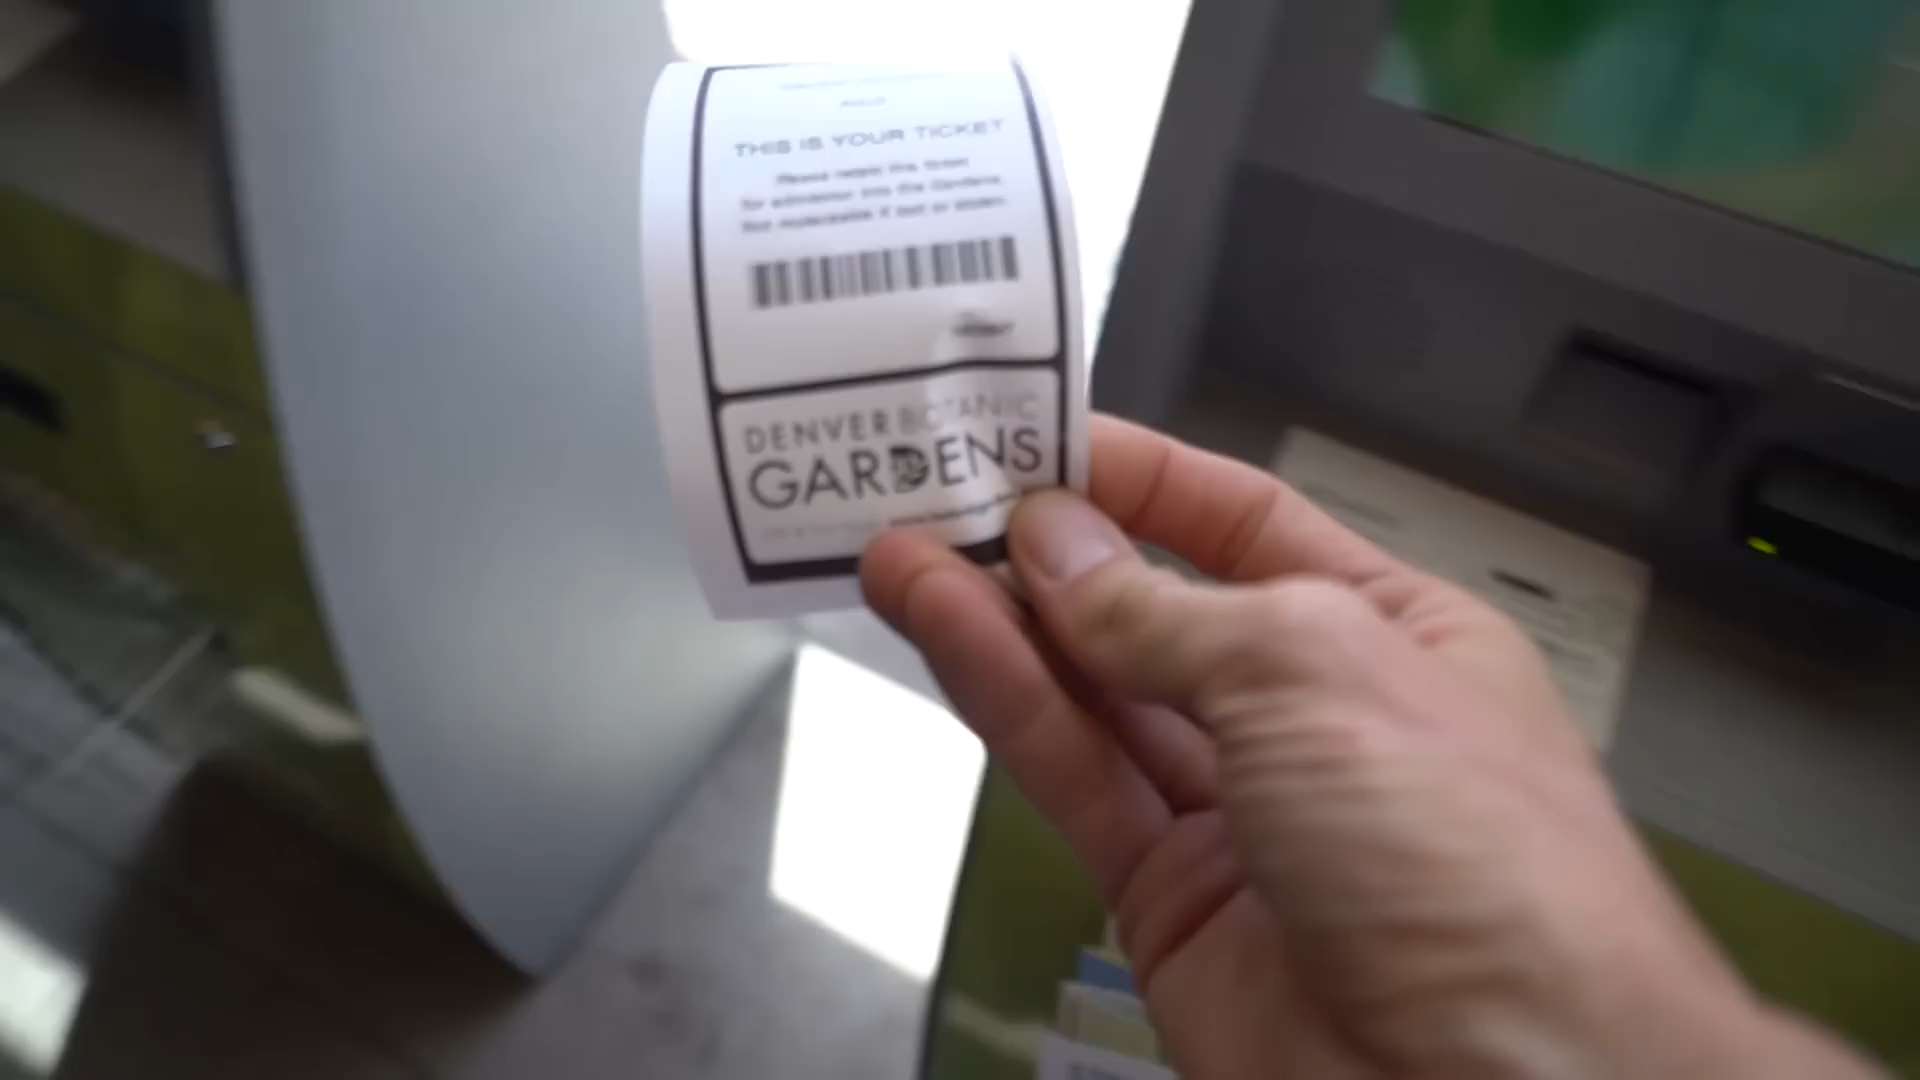 THIS IS YOUR TICKET
Please retain this ticket
for admission into the Gardens.
Not replaceable if lost or stolen.
DENVER BOTANIC
GARDENS